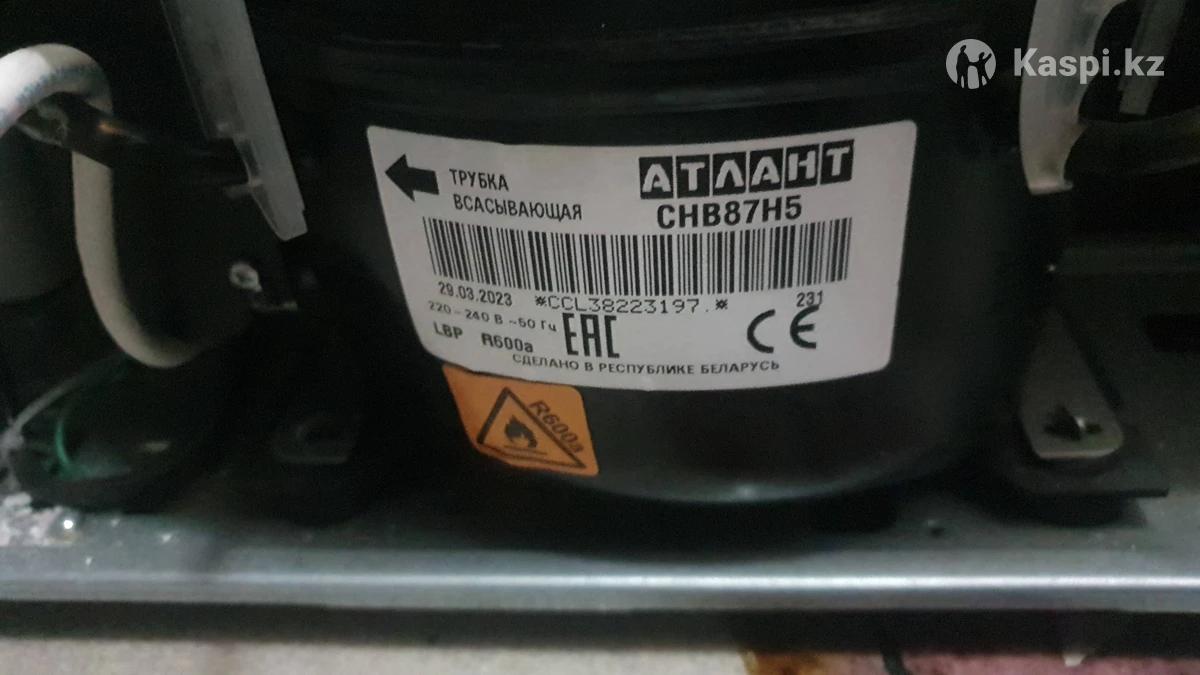 Kaspi.kz
ТРУБКА
ВСАСЫВАЮЩАЯ
АТЛАНТ
СНВ87Н5
29.03.2023 *CCL38223197.* 231
220-240 В ~50 Гц
LBP R600a EAC CE
СДЕЛАНО В РЕСПУБЛИКЕ БЕЛАРУСЬ
R600a